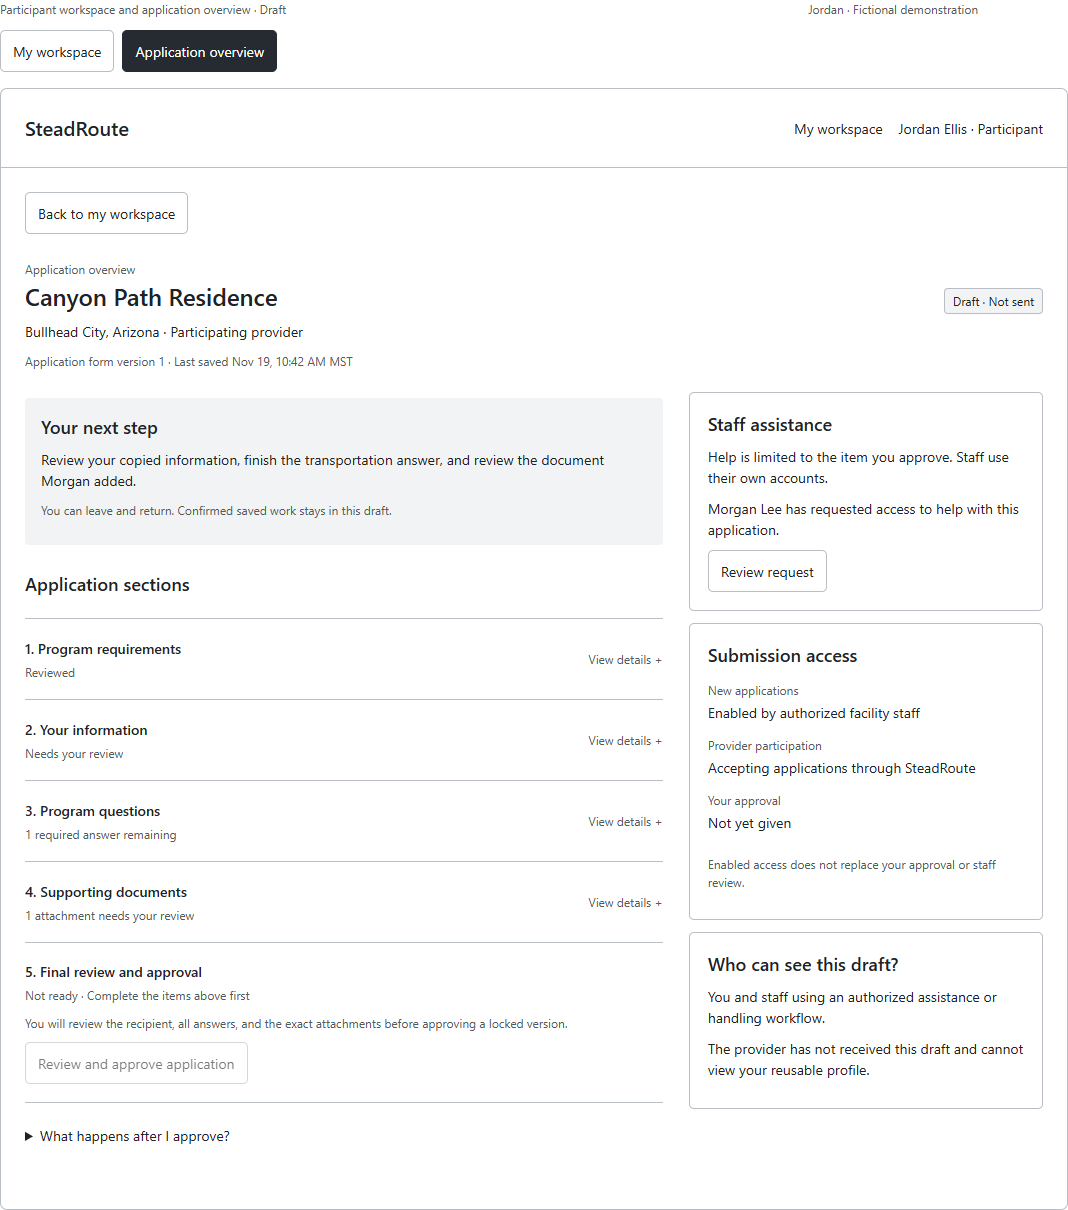 Participant workspace and application overview · Draft
Jordan · Fictional demonstration
My workspace
Application overview
SteadRoute
My workspace
Jordan Ellis · Participant
Back to my workspace
Application overview
Canyon Path Residence
Draft · Not sent
Bullhead City, Arizona · Participating provider
Application form version 1 · Last saved Nov 19, 10:42 AM MST
Your next step
Review your copied information, finish the transportation answer, and review the document
Morgan added.
You can leave and return. Confirmed saved work stays in this draft.
Application sections
1. Program requirements
Reviewed
View details +
2. Your information
Needs your review
View details +
3. Program questions
1 required answer remaining
View details +
4. Supporting documents
1 attachment needs your review
View details +
5. Final review and approval
Not ready · Complete the items above first
You will review the recipient, all answers, and the exact attachments before approving a locked version.
Review and approve application
What happens after I approve?
Staff assistance
Help is limited to the item you approve. Staff use
their own accounts.
Morgan Lee has requested access to help with this
application.
Review request
Submission access
New applications
Enabled by authorized facility staff
Provider participation
Accepting applications through SteadRoute
Your approval
Not yet given
Enabled access does not replace your approval or staff
review.
Who can see this draft?
You and staff using an authorized assistance or
handling workflow.
The provider has not received this draft and cannot
view your reusable profile.